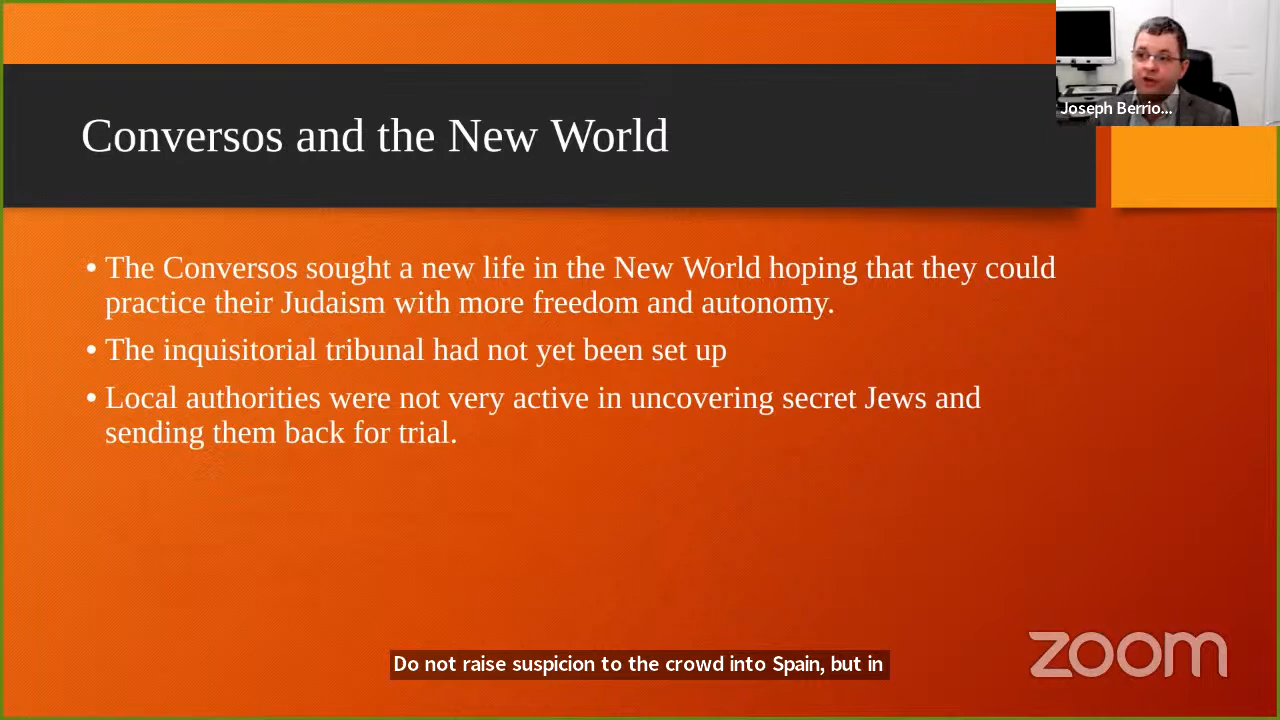 Joseph Berrio...
Conversos and the New World
• The Conversos sought a new life in the New World hoping that they could
practice their Judaism with more freedom and autonomy.
• The inquisitorial tribunal had not yet been set up
• Local authorities were not very active in uncovering secret Jews and
sending them back for trial.
Do not raise suspicion to the crowd into Spain, but in
zoom